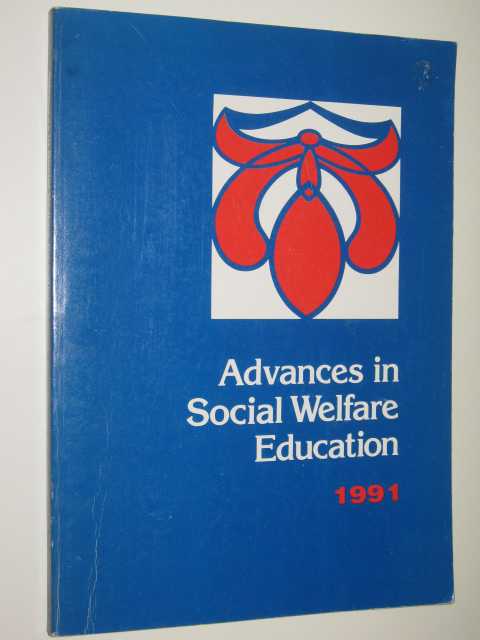 Advances in
Social Welfare
Education
1991